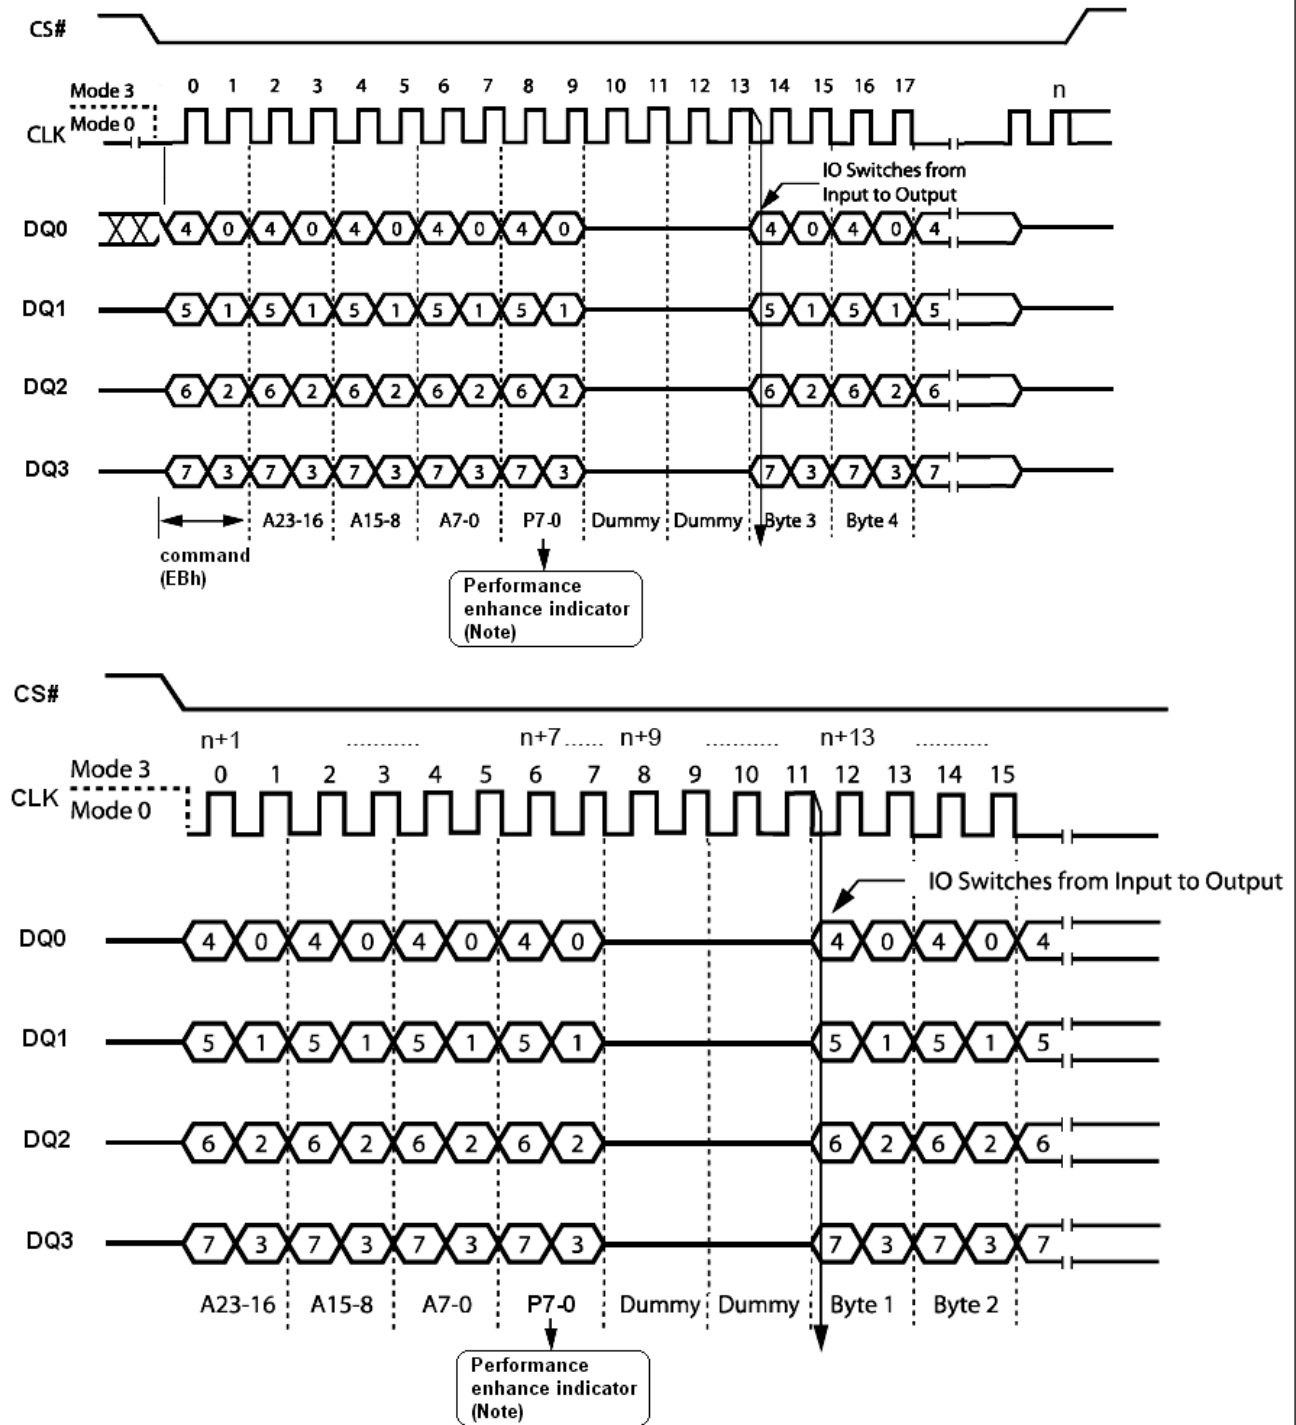 CS#
0 1 2 3 4 5 6 7 8 9 10 11 12 13 14 15 16 17 n
Mode 3
CLK Mode 0
IO Switches from
Input to Output
DQ0 4 0 4 0 4 0 4 0 4 0 4 0 4 0 4
DQ1 5 1 5 1 5 1 5 1 5 1 5 1 5 1 5
DQ2 6 2 6 2 6 2 6 2 6 2 6 2 6 2 6
DQ3 7 3 7 3 7 3 7 3 7 3 7 3 7 3 7
A23-16 A15-8 A7-0 P7-0 Dummy Dummy Byte 3 Byte 4
command
(EBh)
Performance
enhance indicator
(Note)
CS#
n+1 ........... n+7...... n+9 ........... n+13 ...........
Mode 3 0 1 2 3 4 5 6 7 8 9 10 11 12 13 14 15
CLK Mode 0
IO Switches from Input to Output
DQ0 4 0 4 0 4 0 4 0 4 0 4 0 4
DQ1 5 1 5 1 5 1 5 1 5 1 5 1 5
DQ2 6 2 6 2 6 2 6 2 6 2 6 2 6
DQ3 7 3 7 3 7 3 7 3 7 3 7 3 7
A23-16 A15-8 A7-0 P7-0 Dummy Dummy Byte 1 Byte 2
Performance
enhance indicator
(Note)